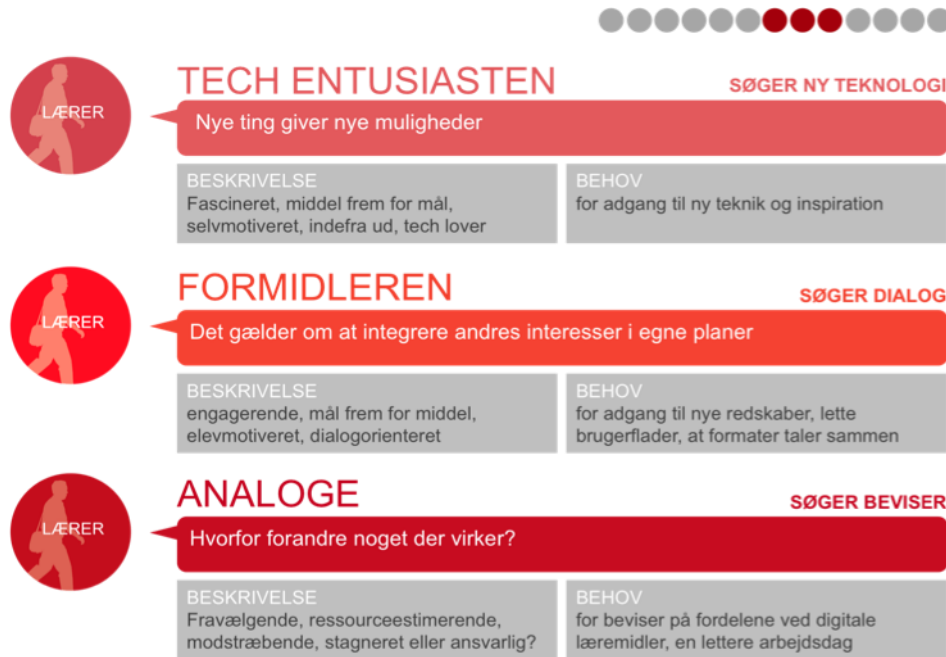 LÆRER
TECH ENTUSIASTEN
SØGER NY TEKNOLOGI
Nye ting giver nye muligheder
BESKRIVELSE
Fascineret, middel frem for mål,
selvmotiveret, indefra ud, tech lover
BEHOV
for adgang til ny teknik og inspiration
LÆRER
FORMIDLEREN
SØGER DIALOG
Det gælder om at integrere andres interesser i egne planer
BESKRIVELSE
engagerende, mål frem for middel,
elevmotiveret, dialogorienteret
BEHOV
for adgang til nye redskaber, lette
brugerflader, at formater taler sammen
LÆRER
ANALOGE
SØGER BEVISER
Hvorfor forandre noget der virker?
BESKRIVELSE
Fravælgende, ressourceestimerende,
modstræbende, stagneret eller ansvarlig?
BEHOV
for beviser på fordelene ved digitale
læremidler, en lettere arbejdsdag